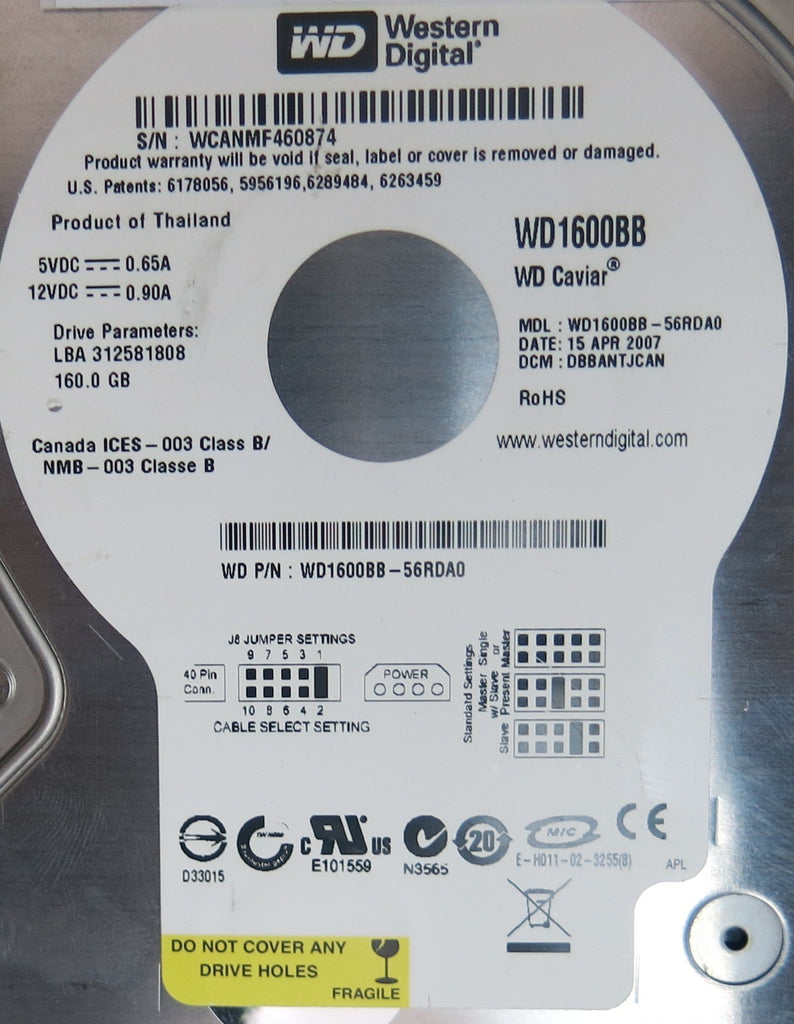 WD Western
Digital®
S/N : WCANMF460874
Product warranty will be void if seal, label or cover is removed or damaged.
U.S. Patents: 6178056, 5956196,6289484, 6263459
Product of Thailand
5VDC 0.65A
12VDC 0.90A
Drive Parameters:
LBA 312581808
160.0 GB
Canada ICES-003 Class B/
NMB-003 Classe B
WD1600BB
WD Caviar®
MDL : WD1600BB-56RDA0
DATE: 15 APR 2007
DCM : DBBANTJCAN
RoHS
www.westerndigital.com
WD P/N : WD1600BB-56RDA0
J8 JUMPER SETTINGS
9 7 5 3 1
40 Pin
Conn.
10 8 6 4 2
CABLE SELECT SETTING
POWER
Standard Settings
Master Single
or
w/ Slave Master
Slave Present
D33015
c UR US
E101559
N3565
20
MIC
E-H011-02-3255(B)
CE
APL
DO NOT COVER ANY
DRIVE HOLES
FRAGILE